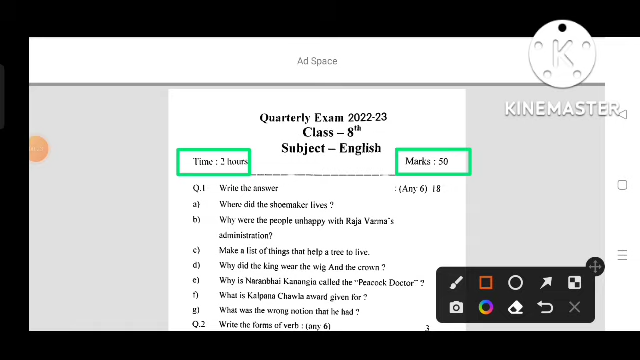 Ad Space
KINEMASTER
Quarterly Exam 2022-23
Class – 8th
Subject – English
Time : 2 hours
Marks : 50
Q.1 Write the answer : (Any 6) 18
a) Where did the shoemaker lives ?
b) Why were the people unhappy with Raja Varma's
administration?
c) Make a list of things that help a tree to live.
d) Why did the king wear the wig And the crown ?
e) Why is Naranbhai Kanangia called the "Peacock Doctor" ?
f) What is Kalpana Chawla award given for ?
g) What was the wrong notion that he had ?
Q.2 Write the forms of verb : (any 6) 3